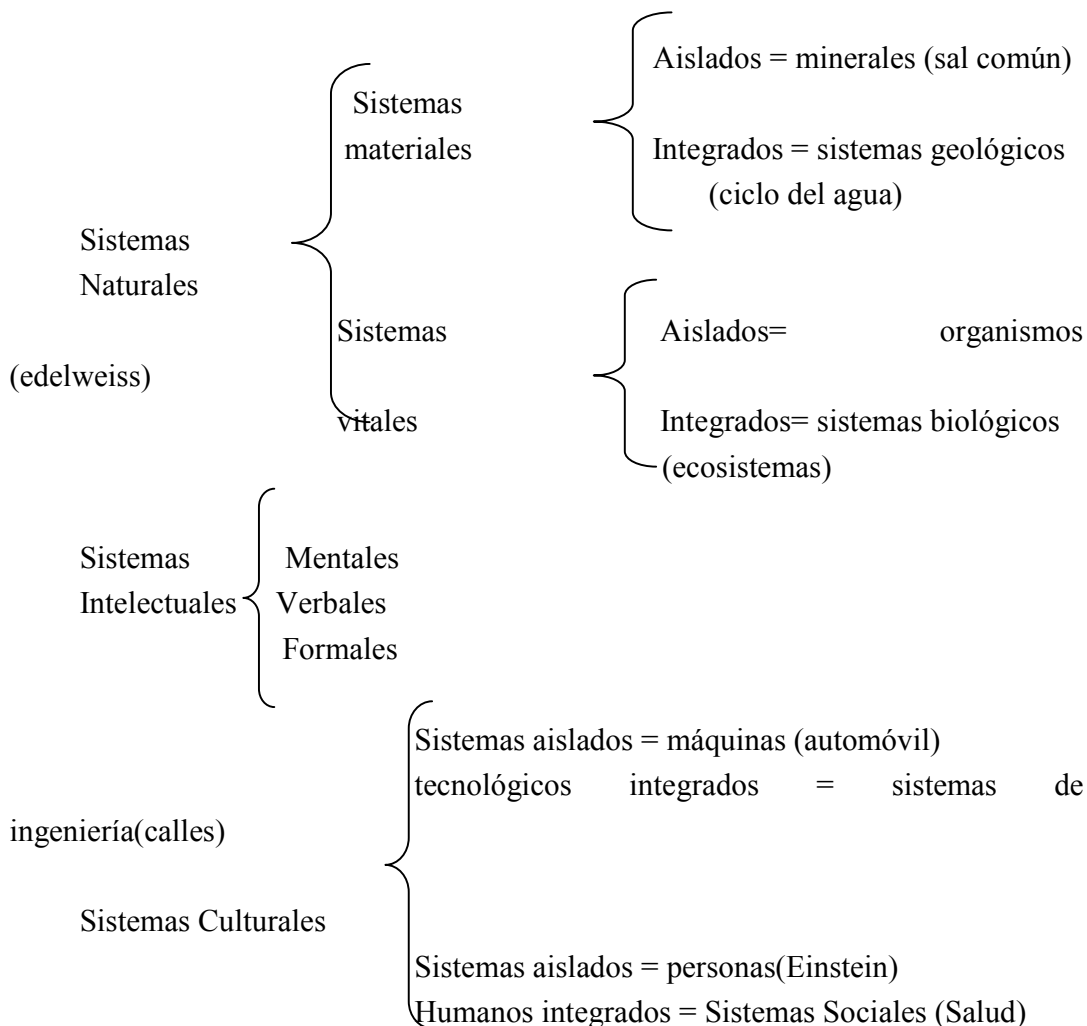 Aislados = minerales (sal común)
Sistemas
materiales
Integrados = sistemas geológicos
(ciclo del agua)
Sistemas
Naturales
Sistemas
Aislados= organismos
(edelweiss)
vitales
Integrados= sistemas biológicos
(ecosistemas)
Sistemas
Mentales
Intelectuales
Verbales
Formales
Sistemas aislados = máquinas (automóvil)
tecnológicos integrados = sistemas de
ingeniería(calles)
Sistemas Culturales
Sistemas aislados = personas(Einstein)
Humanos integrados = Sistemas Sociales (Salud)